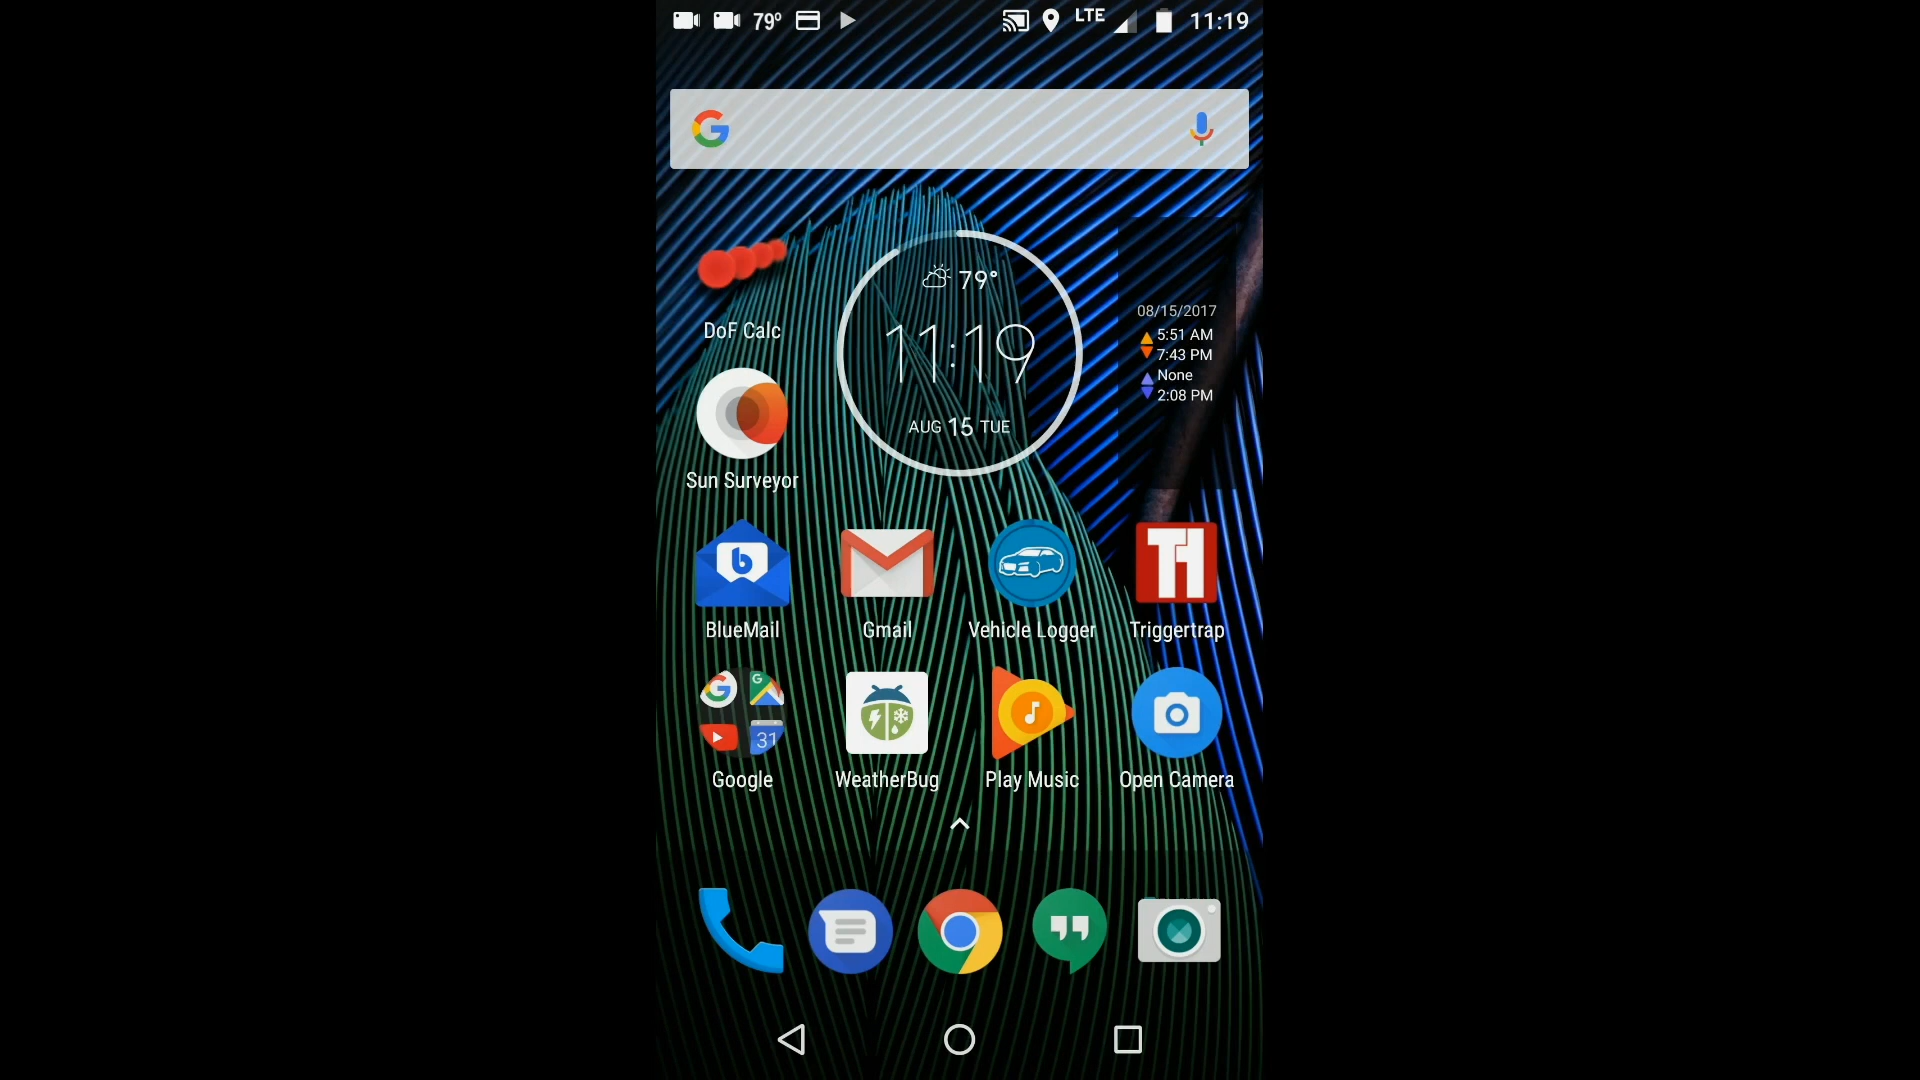 79° LTE 11:19
79°
11:19
AUG 15 TUE
08/15/2017
5:51 AM
7:43 PM
None
2:08 PM
DoF Calc
Sun Surveyor
BlueMail Gmail Vehicle Logger Triggertrap
G
31
Google WeatherBug Play Music Open Camera